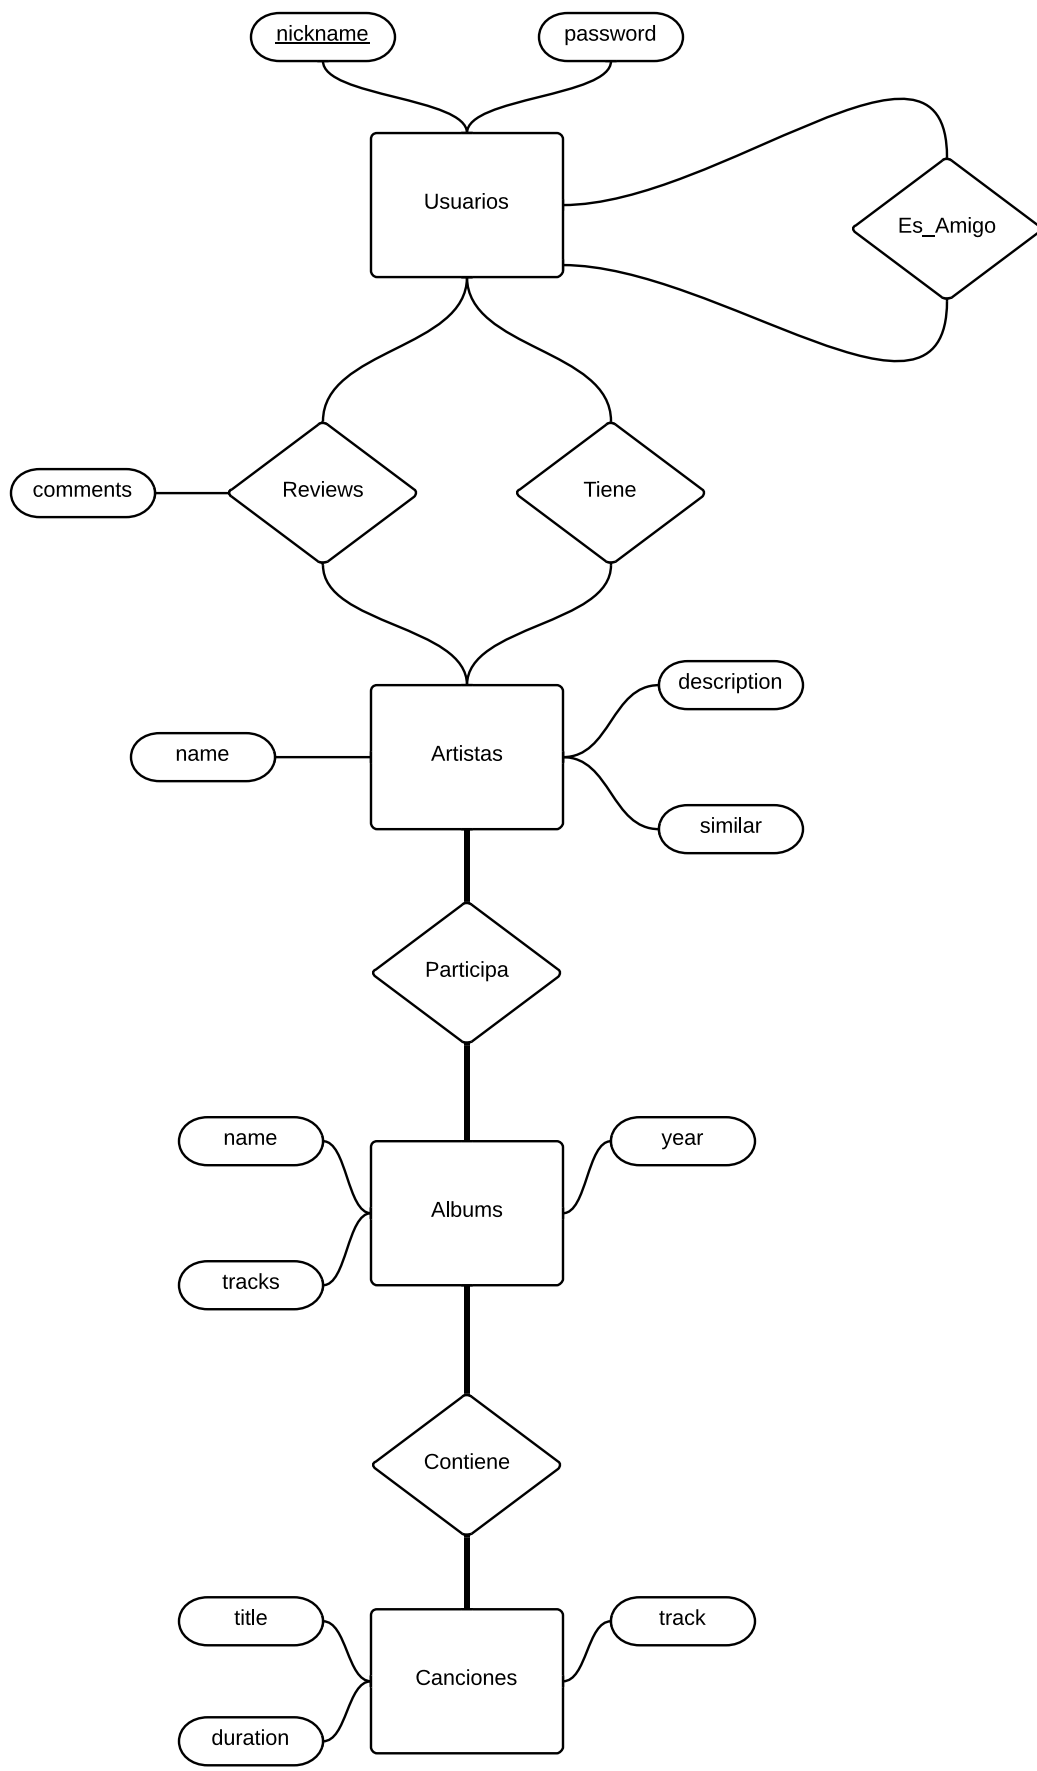 nickname
password
Usuarios
Es_Amigo
comments
Reviews
Tiene
description
name
Artistas
similar
Participa
name
year
Albums
tracks
Contiene
title
track
Canciones
duration